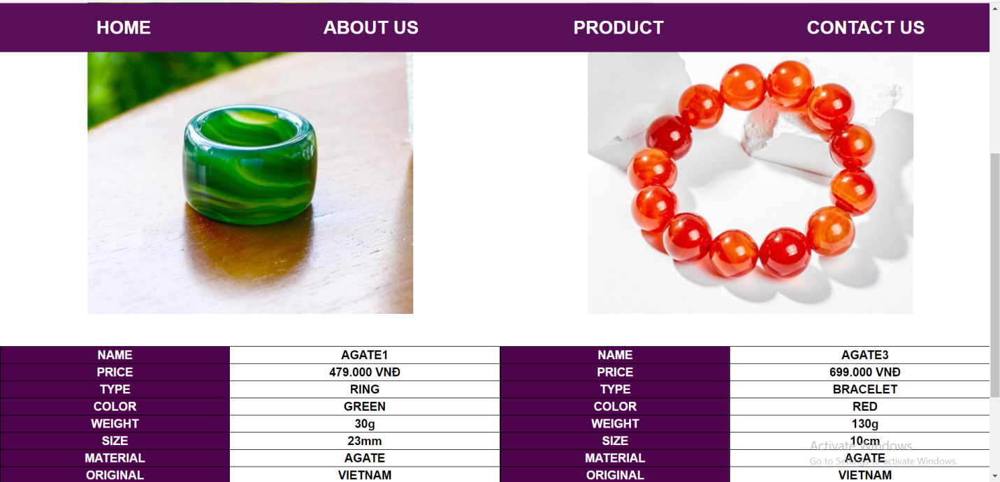 HOME ABOUT US PRODUCT CONTACT US
NAME AGATE1 NAME AGATE3
PRICE 479.000 VNĐ PRICE 699.000 VNĐ
TYPE RING TYPE BRACELET
COLOR GREEN COLOR RED
WEIGHT 30g WEIGHT 130g
SIZE 23mm SIZE 10cm
Activate Windows
MATERIAL AGATE MATERIAL AGATE
Go to Settings to activate Windows.
ORIGINAL VIETNAM ORIGINAL VIETNAM